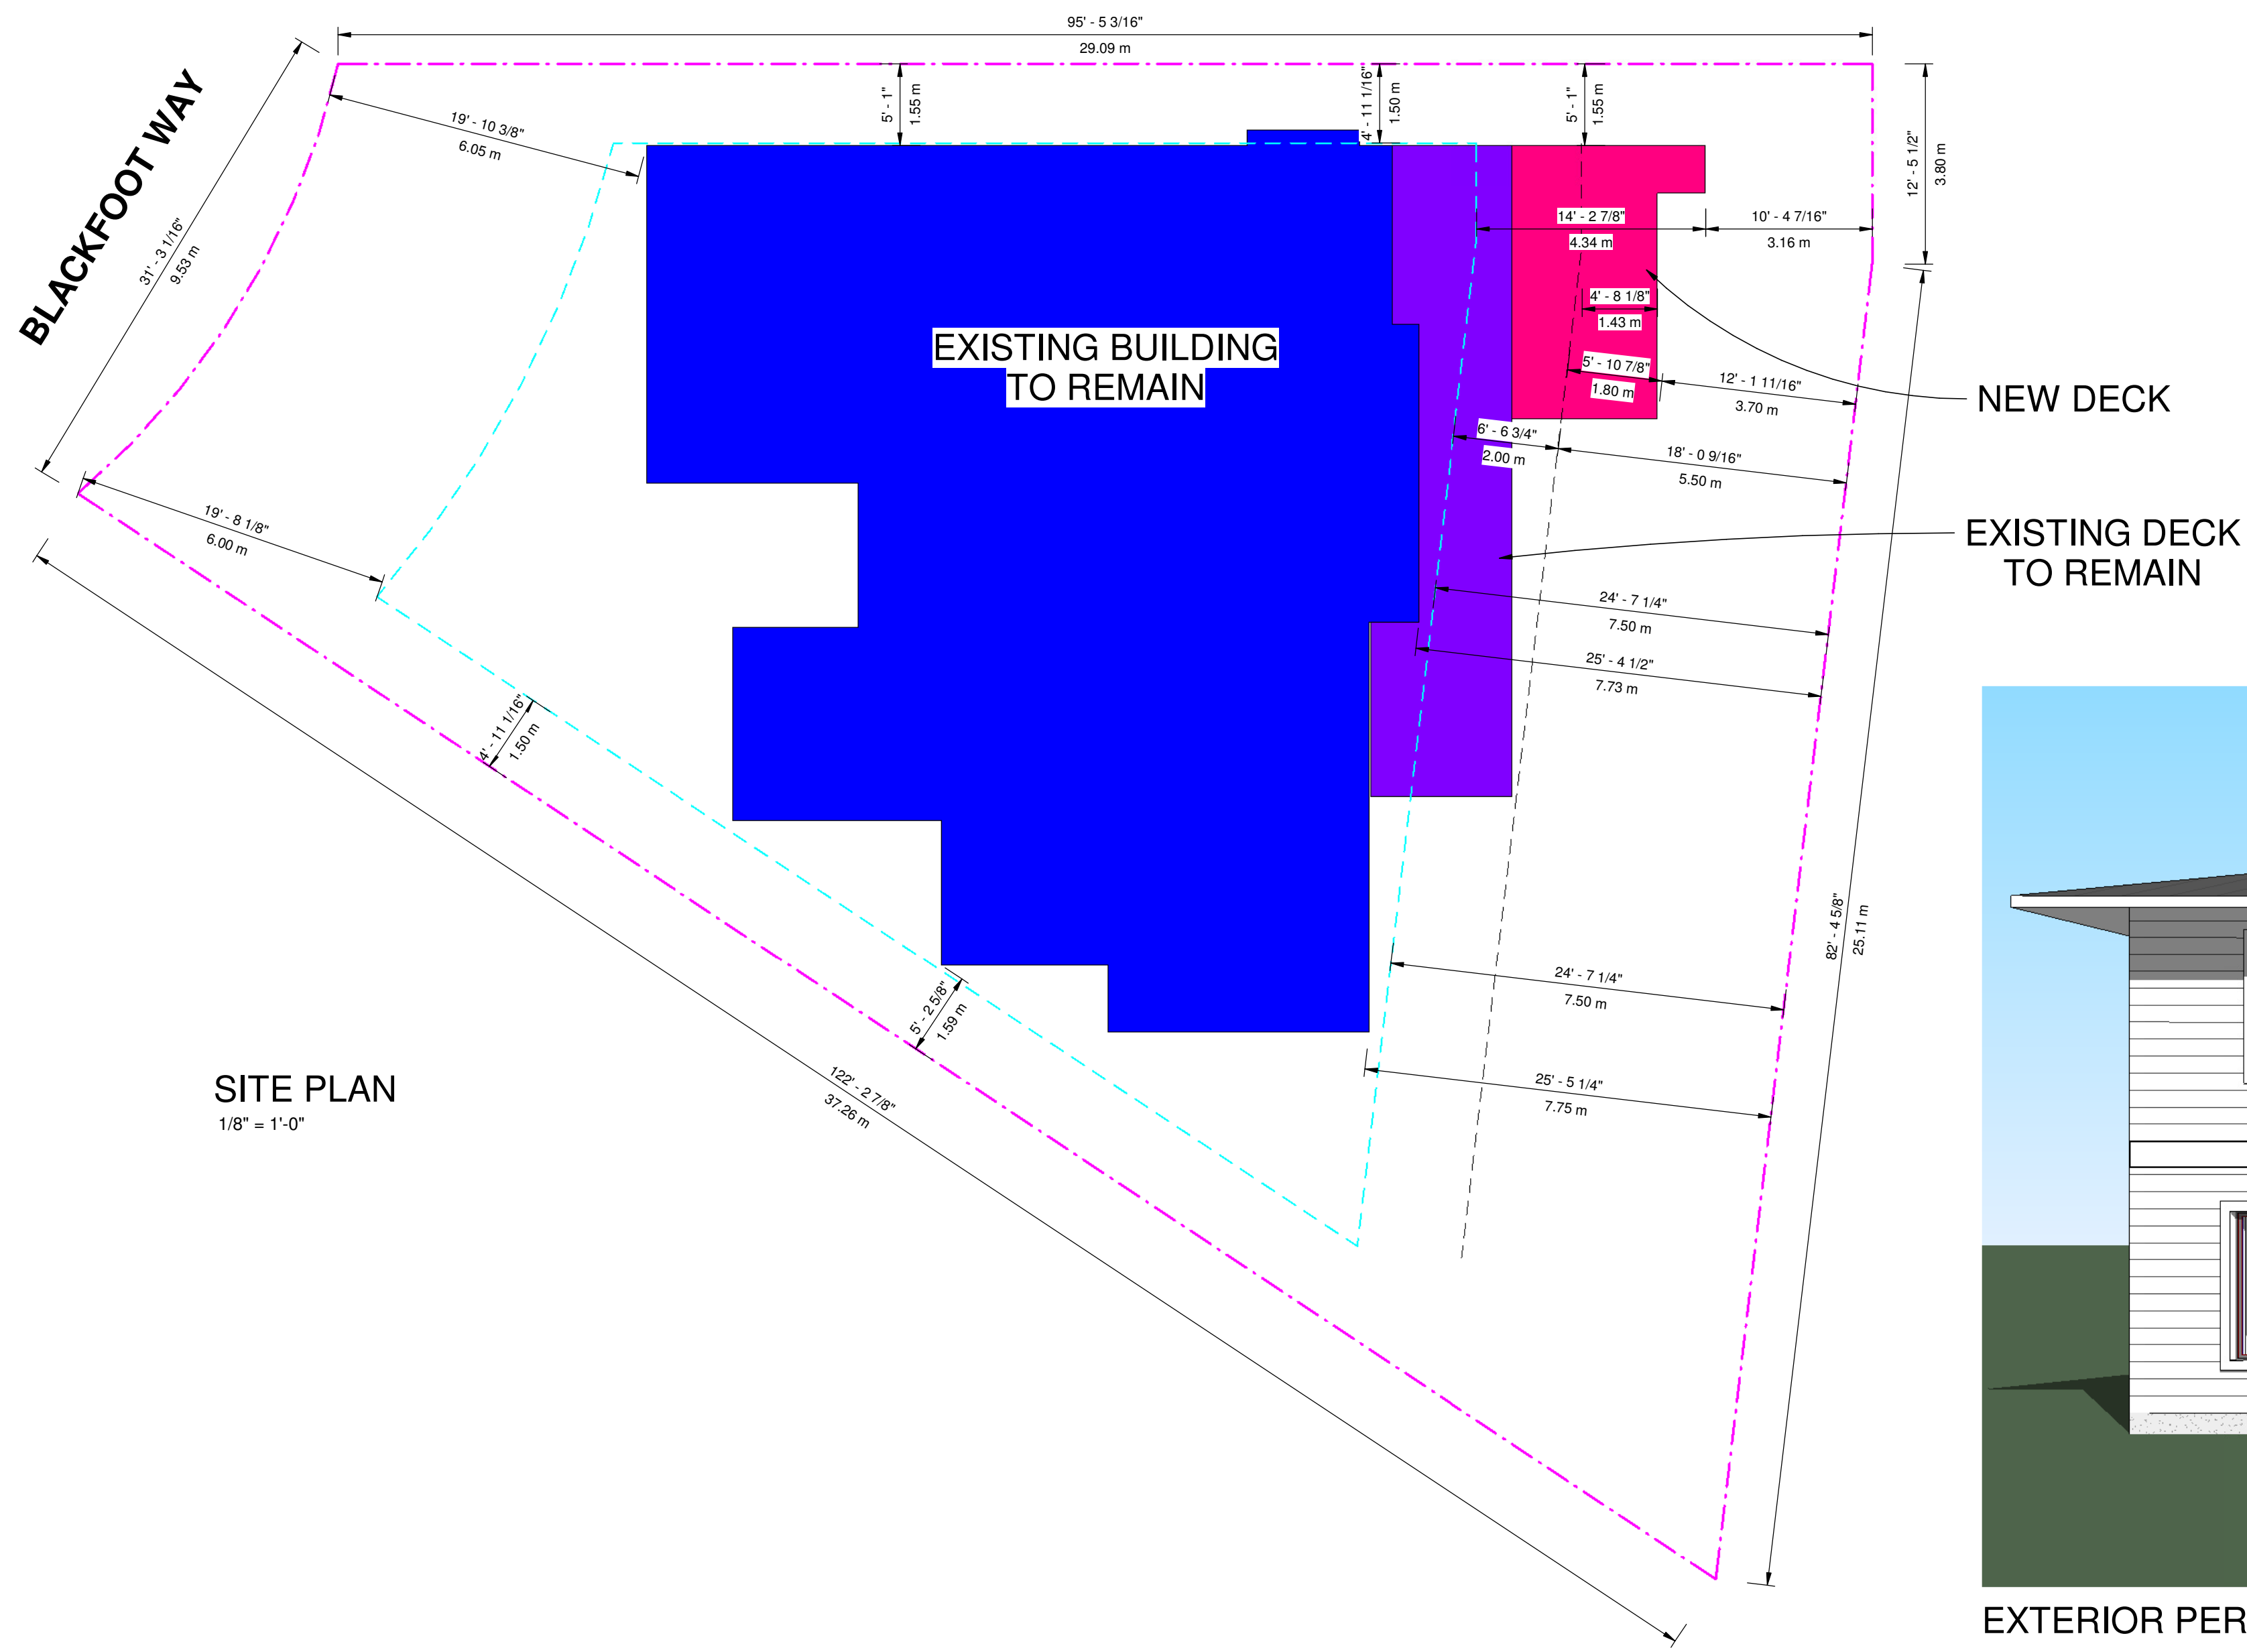 95' - 5 3/16"
29.09 m
BLACKFOOT WAY
31' - 3 1/16"
9.53 m
19' - 10 3/8"
6.05 m
5' - 1"
1.55 m
4' - 11 1/16"
1.50 m
5' - 1"
1.55 m
12' - 5 1/2"
3.80 m
14' - 2 7/8"
4.34 m
10' - 4 7/16"
3.16 m
4' - 8 1/8"
1.43 m
EXISTING BUILDING
TO REMAIN
5' - 10 7/8"
1.80 m
12' - 1 11/16"
3.70 m
NEW DECK
6' - 6 3/4"
2.00 m
18' - 0 9/16"
5.50 m
19' - 8 1/8"
6.00 m
EXISTING DECK
TO REMAIN
24' - 7 1/4"
7.50 m
25' - 4 1/2"
7.73 m
4' - 11 1/16"
1.50 m
82' - 4 5/8"
25.11 m
24' - 7 1/4"
7.50 m
5' - 2 5/8"
1.59 m
25' - 5 1/4"
7.75 m
122' - 2 7/8"
37.26 m
SITE PLAN
1/8" = 1'-0"
EXTERIOR PER